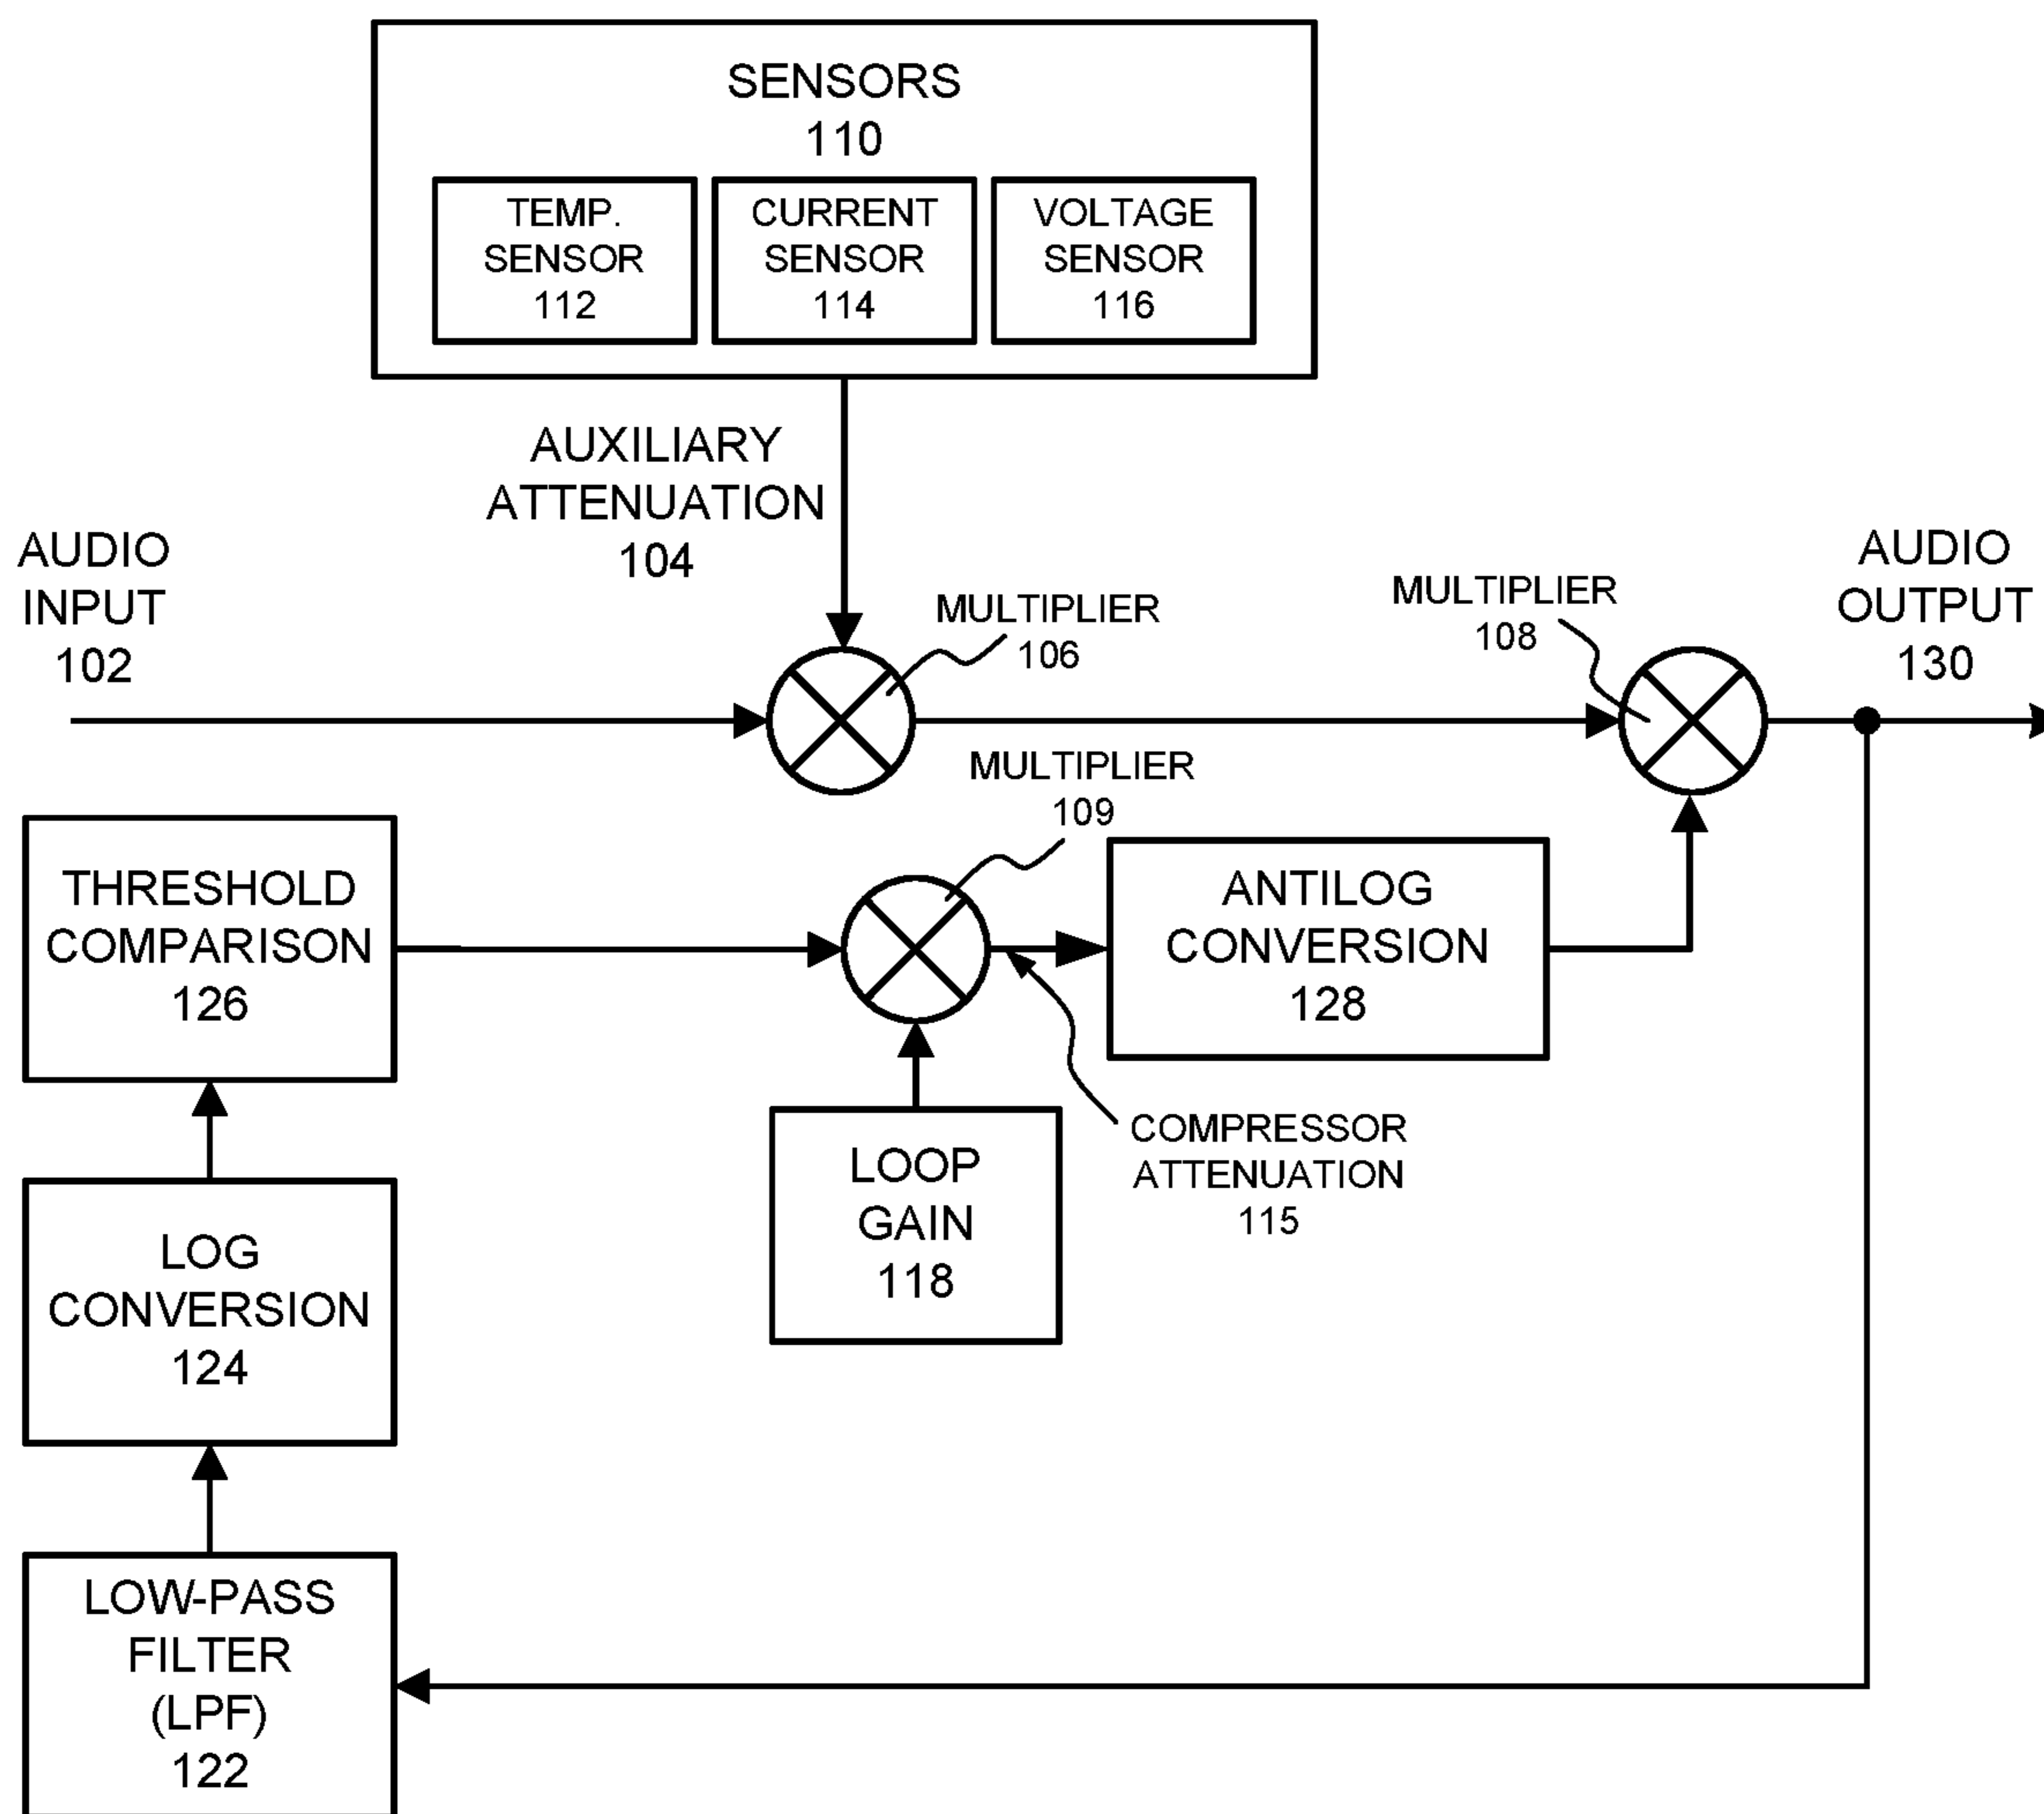 SENSORS
110
TEMP.
SENSOR
112
CURRENT
SENSOR
114
VOLTAGE
SENSOR
116
AUXILIARY
ATTENUATION
104
AUDIO
INPUT
102
MULTIPLIER
106
MULTIPLIER
108
AUDIO
OUTPUT
130
MULTIPLIER
109
THRESHOLD
COMPARISON
126
ANTILOG
CONVERSION
128
LOOP
GAIN
118
COMPRESSOR
ATTENUATION
115
LOG
CONVERSION
124
LOW-PASS
FILTER
(LPF)
122